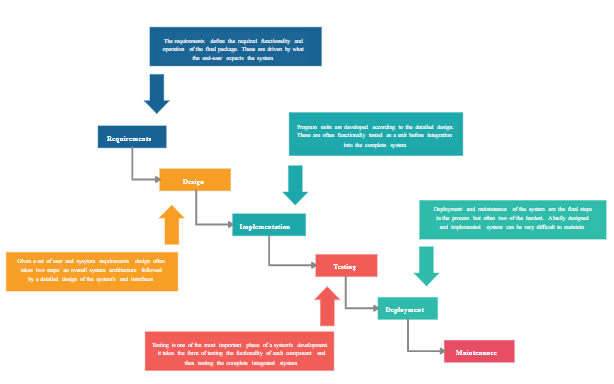 The requirements define the required functionality and
operation of the final package. These are driven by what
the end-user expects the system
Requirements
Program units are developed according to the detailed design.
These are often functionally tested as a unit before integration
into the complete system
Design
Implementation
Deployment and maintenance of the system are the final steps
in the process but often two of the hardest. A badly designed
and implemented system can be very difficult to maintain
Given a set of user and sysytem requirements design often
takes two steps: an overall system architecture followed
by a detailed design of the system's and interfaces
Testing
Deployment
Testing is one of the most important phase of a system's development.
it takes the form of testing the fuctionality of each component and
then testing the complete integrated system
Maintenance